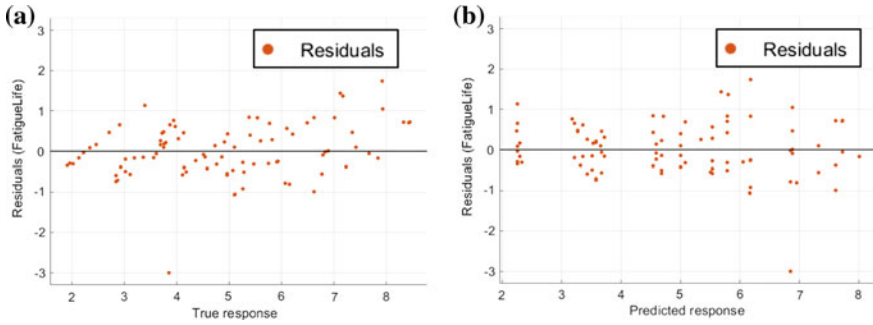 (a)
Residuals
3
2
1
0
-1
-2
-3
Residuals (FatigueLife)
2 3 4 5 6 7 8
True response
(b)
Residuals
3
2
1
0
-1
-2
-3
Residuals (FatigueLife)
2 3 4 5 6 7 8
Predicted response